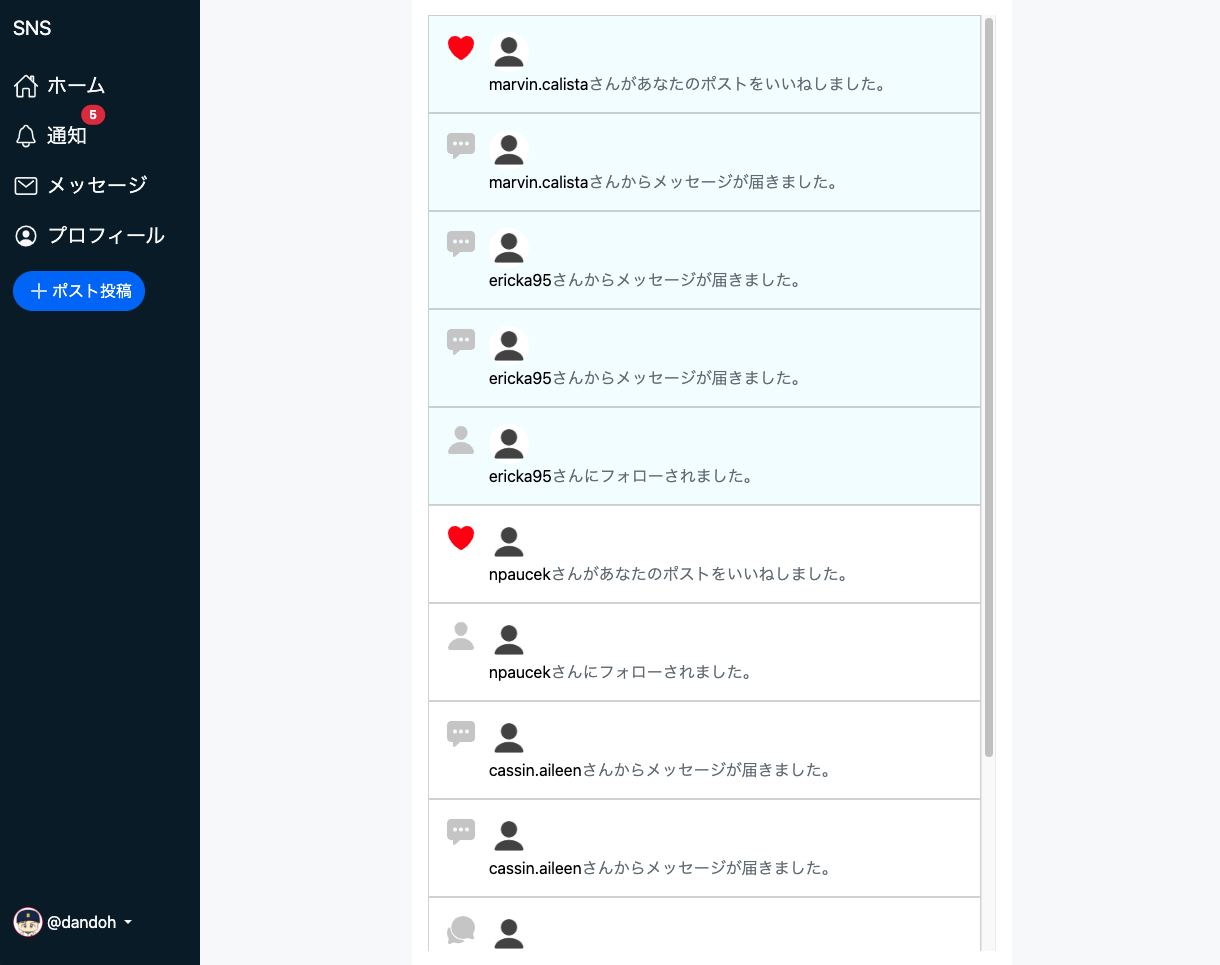 SNS
ホーム
5
通知
メッセージ
プロフィール
ポスト投稿
@dandoh
marvin.calistaさんがあなたのポストをいいねしました。
marvin.calistaさんからメッセージが届きました。
ericka95さんからメッセージが届きました。
ericka95さんからメッセージが届きました。
ericka95さんにフォローされました。
npaucekさんがあなたのポストをいいねしました。
npaucekさんにフォローされました。
cassin.aileenさんからメッセージが届きました。
cassin.aileenさんからメッセージが届きました。